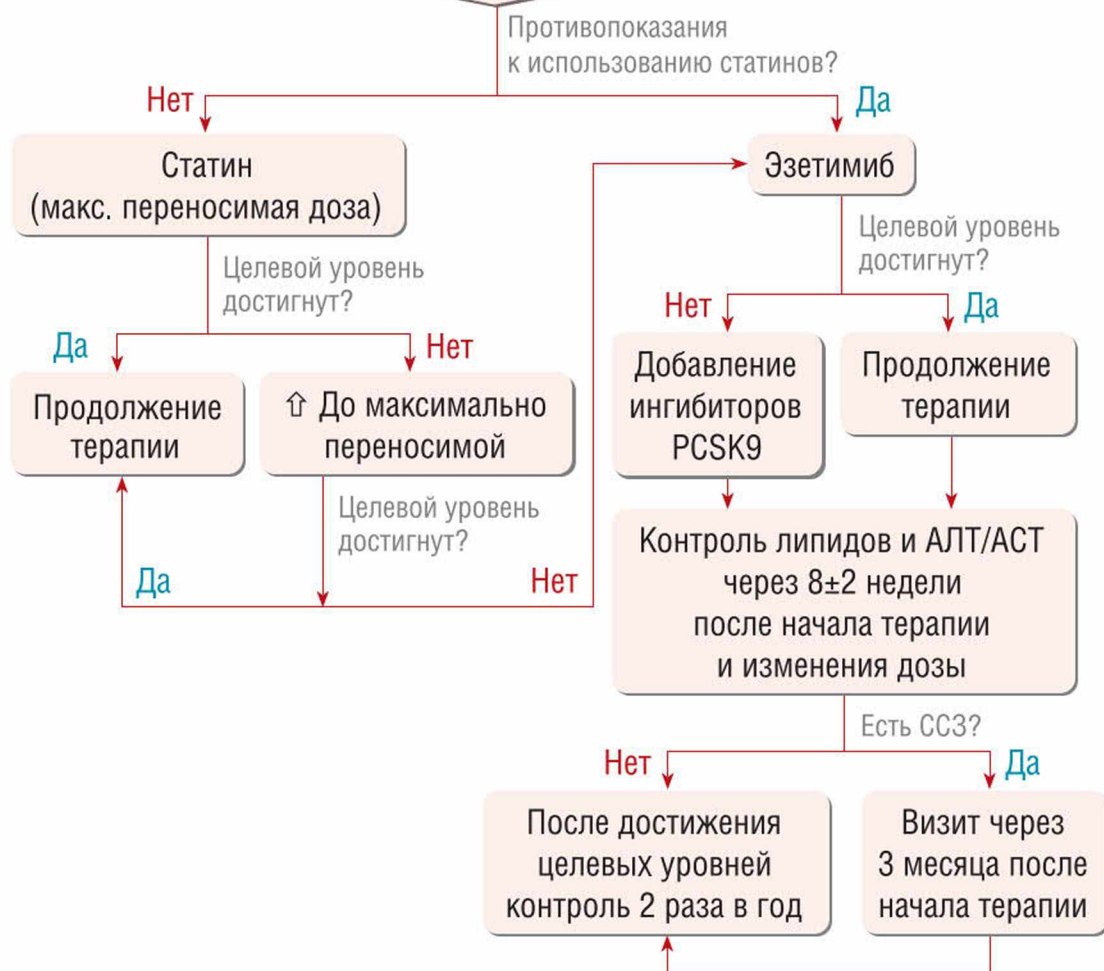 Противопоказания
к использованию статинов?
Нет
Да
Статин
(макс. переносимая доза)
Эзетимиб
Целевой уровень
достигнут?
Целевой уровень
достигнут?
Да
Нет
Нет
Да
Продолжение
терапии
⇧ До максимально
переносимой
Добавление
ингибиторов
PCSK9
Продолжение
терапии
Целевой уровень
достигнут?
Да
Нет
Контроль липидов и АЛТ/АСТ
через 8±2 недели
после начала терапии
и изменения дозы
Есть ССЗ?
Нет
Да
После достижения
целевых уровней
контроль 2 раза в год
Визит через
3 месяца после
начала терапии